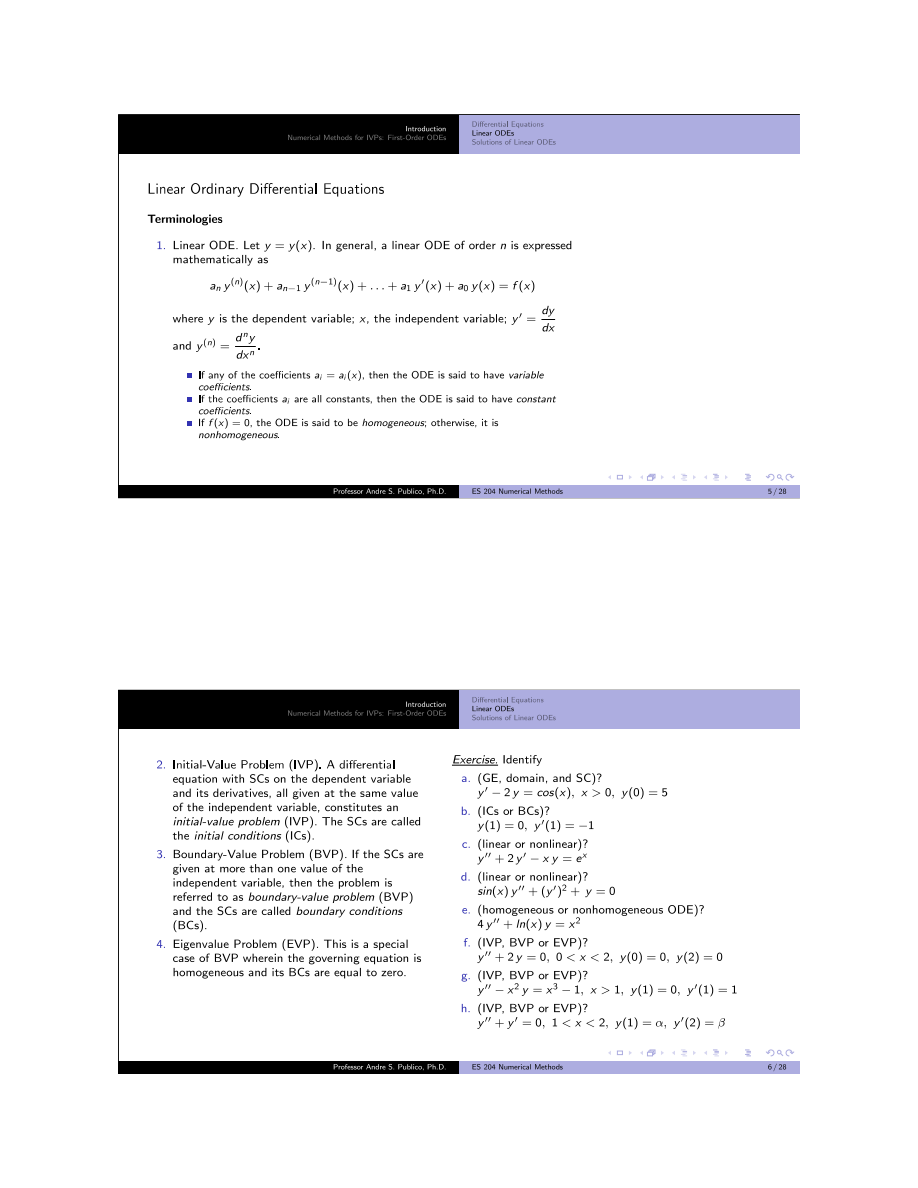 Introduction
Numerical Methods for IVPs: First-Order ODEs
Differential Equations
Linear ODEs
Solutions of Linear ODEs
Linear Ordinary Differential Equations
Terminologies
1. Linear ODE. Let y = y(x). In general, a linear ODE of order n is expressed
mathematically as
aₙ y⁽ⁿ⁾(x) + aₙ₋₁ y⁽ⁿ⁻¹⁾(x) + . . . + a₁ y′(x) + a₀ y(x) = f(x)
where y is the dependent variable; x, the independent variable; y′ = dy/dx
and y⁽ⁿ⁾ = dⁿy/dxⁿ.
■ If any of the coefficients aᵢ = aᵢ(x), then the ODE is said to have variable
coefficients.
■ If the coefficients aᵢ are all constants, then the ODE is said to have constant
coefficients.
■ If f(x) = 0, the ODE is said to be homogeneous; otherwise, it is
nonhomogeneous.
Professor Andre S. Publico, Ph.D.
ES 204 Numerical Methods
5 / 28
Introduction
Numerical Methods for IVPs: First-Order ODEs
Differential Equations
Linear ODEs
Solutions of Linear ODEs
2. Initial-Value Problem (IVP). A differential
equation with SCs on the dependent variable
and its derivatives, all given at the same value
of the independent variable, constitutes an
initial-value problem (IVP). The SCs are called
the initial conditions (ICs).
3. Boundary-Value Problem (BVP). If the SCs are
given at more than one value of the
independent variable, then the problem is
referred to as boundary-value problem (BVP)
and the SCs are called boundary conditions
(BCs).
4. Eigenvalue Problem (EVP). This is a special
case of BVP wherein the governing equation is
homogeneous and its BCs are equal to zero.
Exercise. Identify
a. (GE, domain, and SC)?
y′ − 2 y = cos(x), x > 0, y(0) = 5
b. (ICs or BCs)?
y(1) = 0, y′(1) = −1
c. (linear or nonlinear)?
y′′ + 2 y′ − x y = eˣ
d. (linear or nonlinear)?
sin(x) y′′ + (y′)² + y = 0
e. (homogeneous or nonhomogeneous ODE)?
4 y′′ + ln(x) y = x²
f. (IVP, BVP or EVP)?
y′′ + 2 y = 0, 0 < x < 2, y(0) = 0, y(2) = 0
g. (IVP, BVP or EVP)?
y′′ − x² y = x³ − 1, x > 1, y(1) = 0, y′(1) = 1
h. (IVP, BVP or EVP)?
y′′ + y′ = 0, 1 < x < 2, y(1) = α, y′(2) = β
Professor Andre S. Publico, Ph.D.
ES 204 Numerical Methods
6 / 28